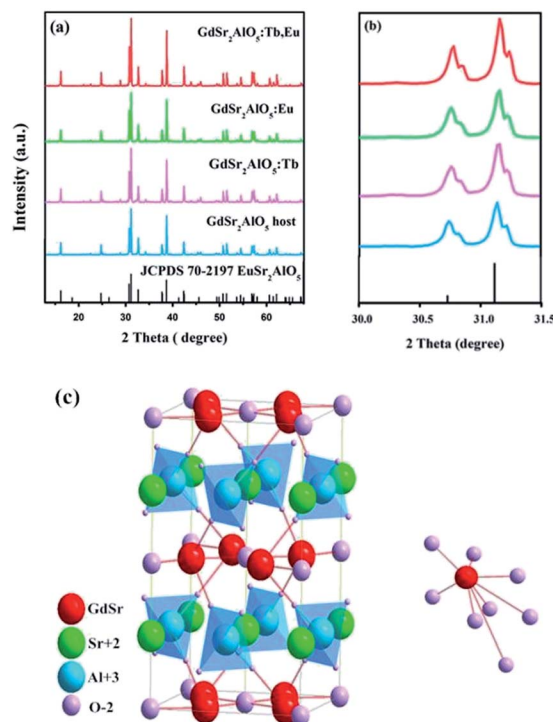 (a)
GdSr₂AlO₅:Tb,Eu
GdSr₂AlO₅:Eu
GdSr₂AlO₅:Tb
GdSr₂AlO₅ host
JCPDS 70-2197 EuSr₂AlO₅
Intensity (a.u.)
20 30 40 50 60
2 Theta ( degree)
(b)
30.0 30.5 31.0 31.5
2 Theta (degree)
(c)
GdSr
Sr+2
Al+3
O-2